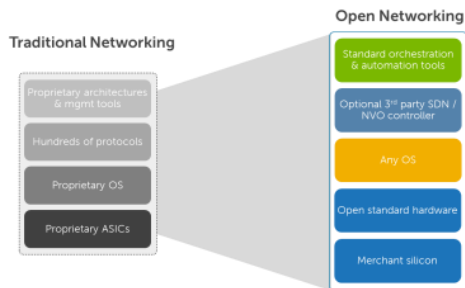 Traditional Networking
Proprietary architectures
& mgmt tools
Hundreds of protocols
Proprietary OS
Proprietary ASICs
Open Networking
Standard orchestration
& automation tools
Optional 3rd party SDN /
NVO controller
Any OS
Open standard hardware
Merchant silicon